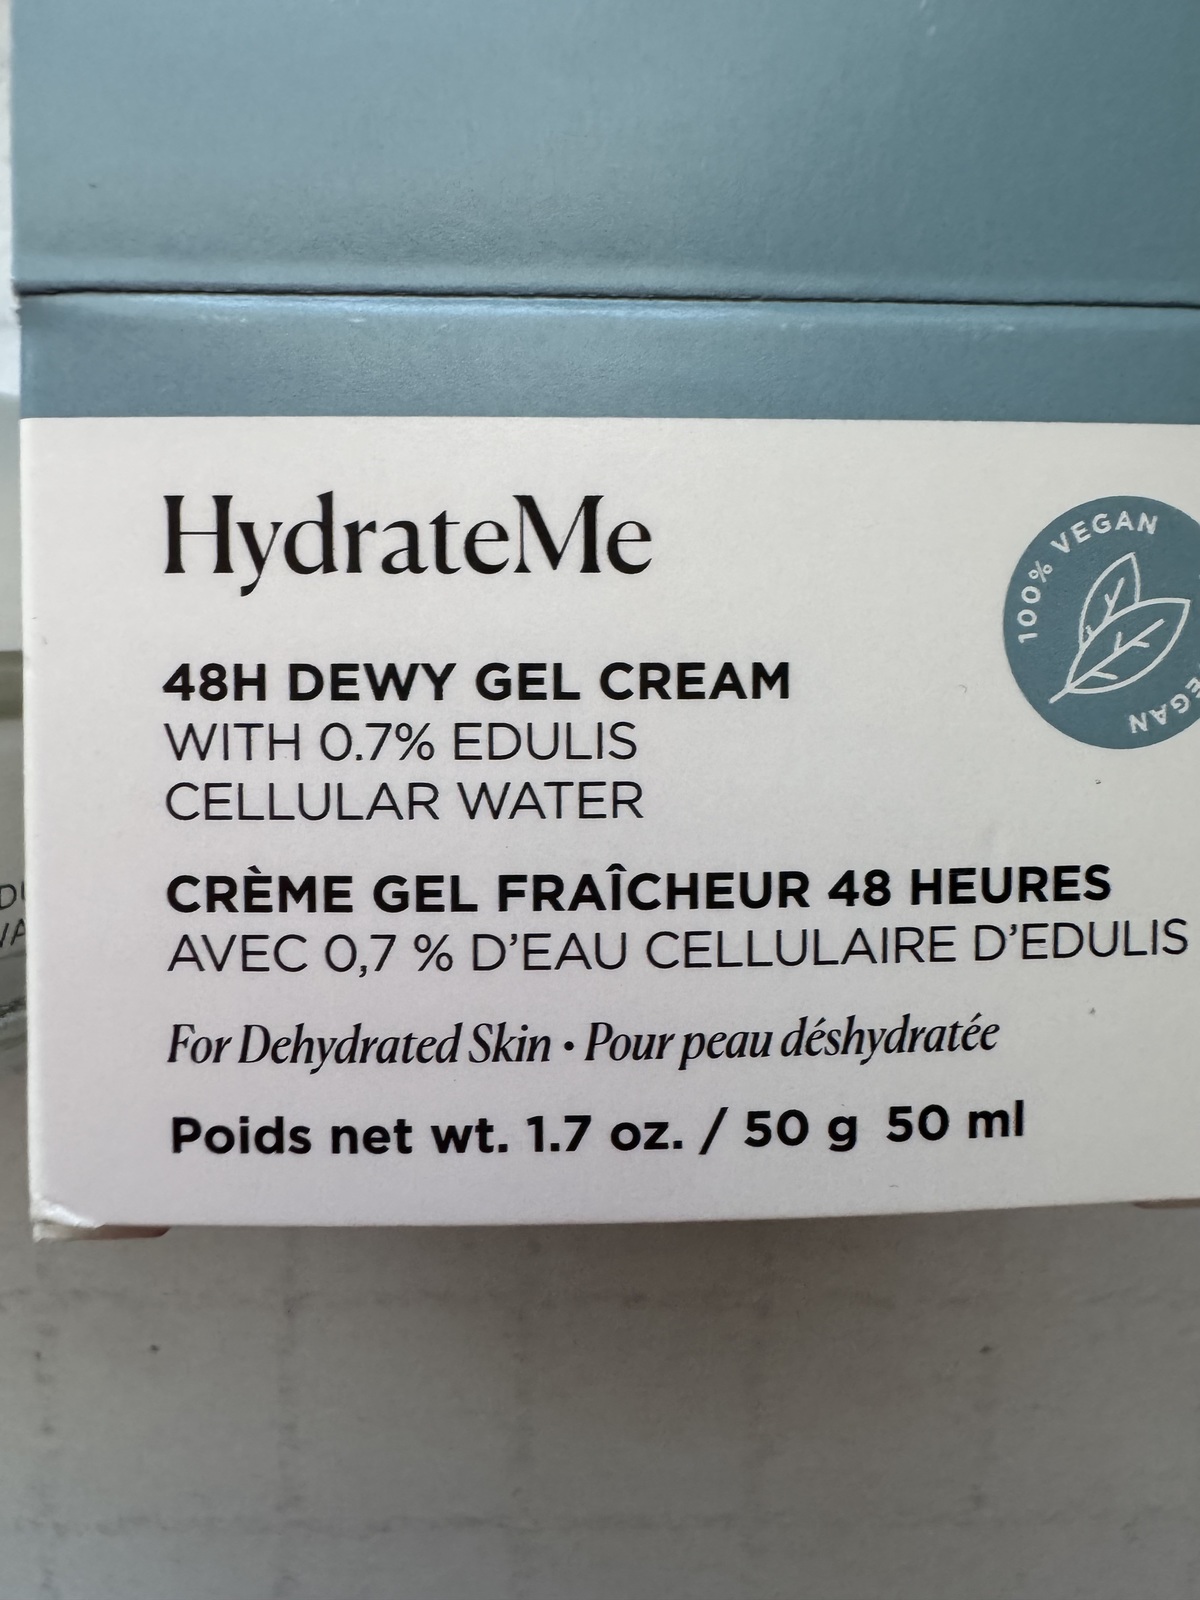 HydrateMe
48H DEWY GEL CREAM
WITH 0.7% EDULIS
CELLULAR WATER
CRÈME GEL FRAÎCHEUR 48 HEURES
AVEC 0,7 % D'EAU CELLULAIRE D'EDULIS
For Dehydrated Skin • Pour peau déshydratée
Poids net wt. 1.7 oz. / 50 g 50 ml
100% VEGAN